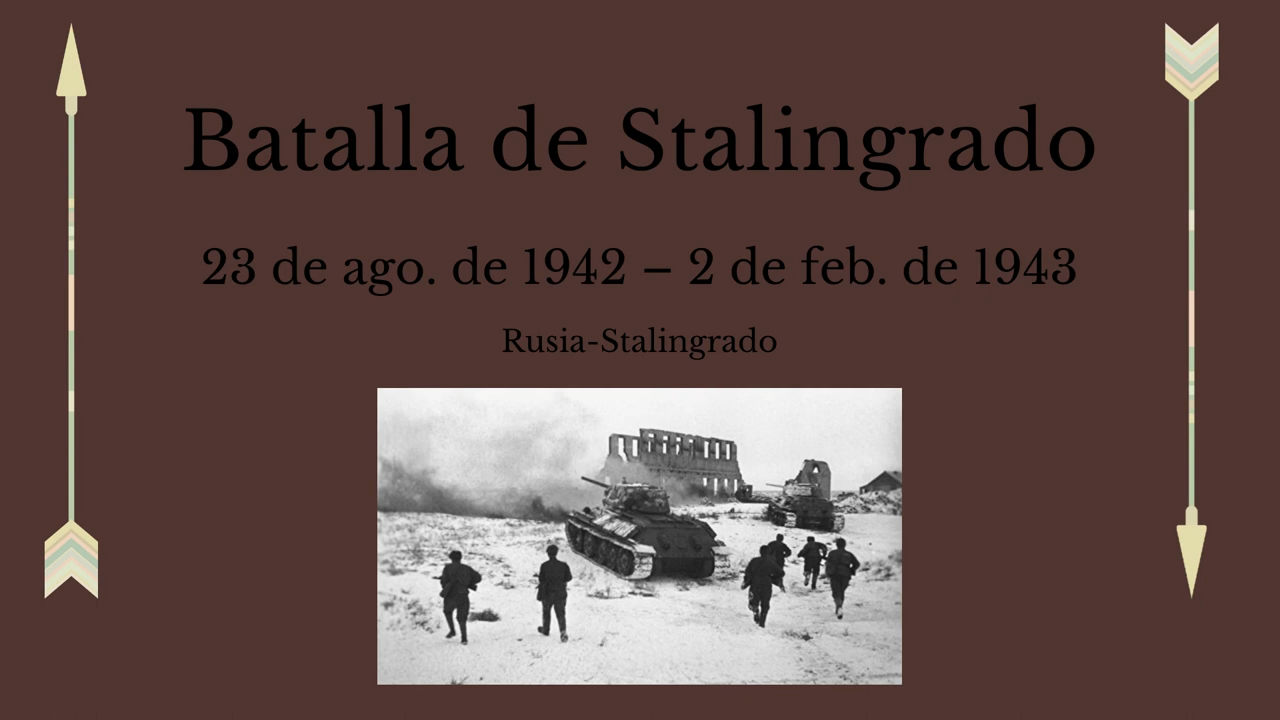 Batalla de Stalingrado
23 de ago. de 1942 – 2 de feb. de 1943
Rusia-Stalingrado